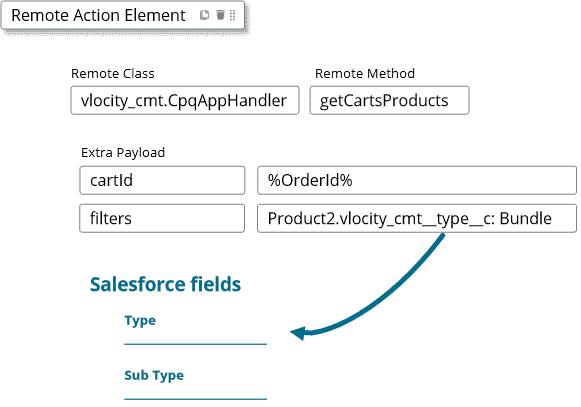 Remote Action Element
Remote Class
Remote Method
vlocity_cmt.CpqAppHandler
getCartsProducts
Extra Payload
cartId
%OrderId%
filters
Product2.vlocity_cmt__type__c: Bundle
Salesforce fields
Type
Sub Type